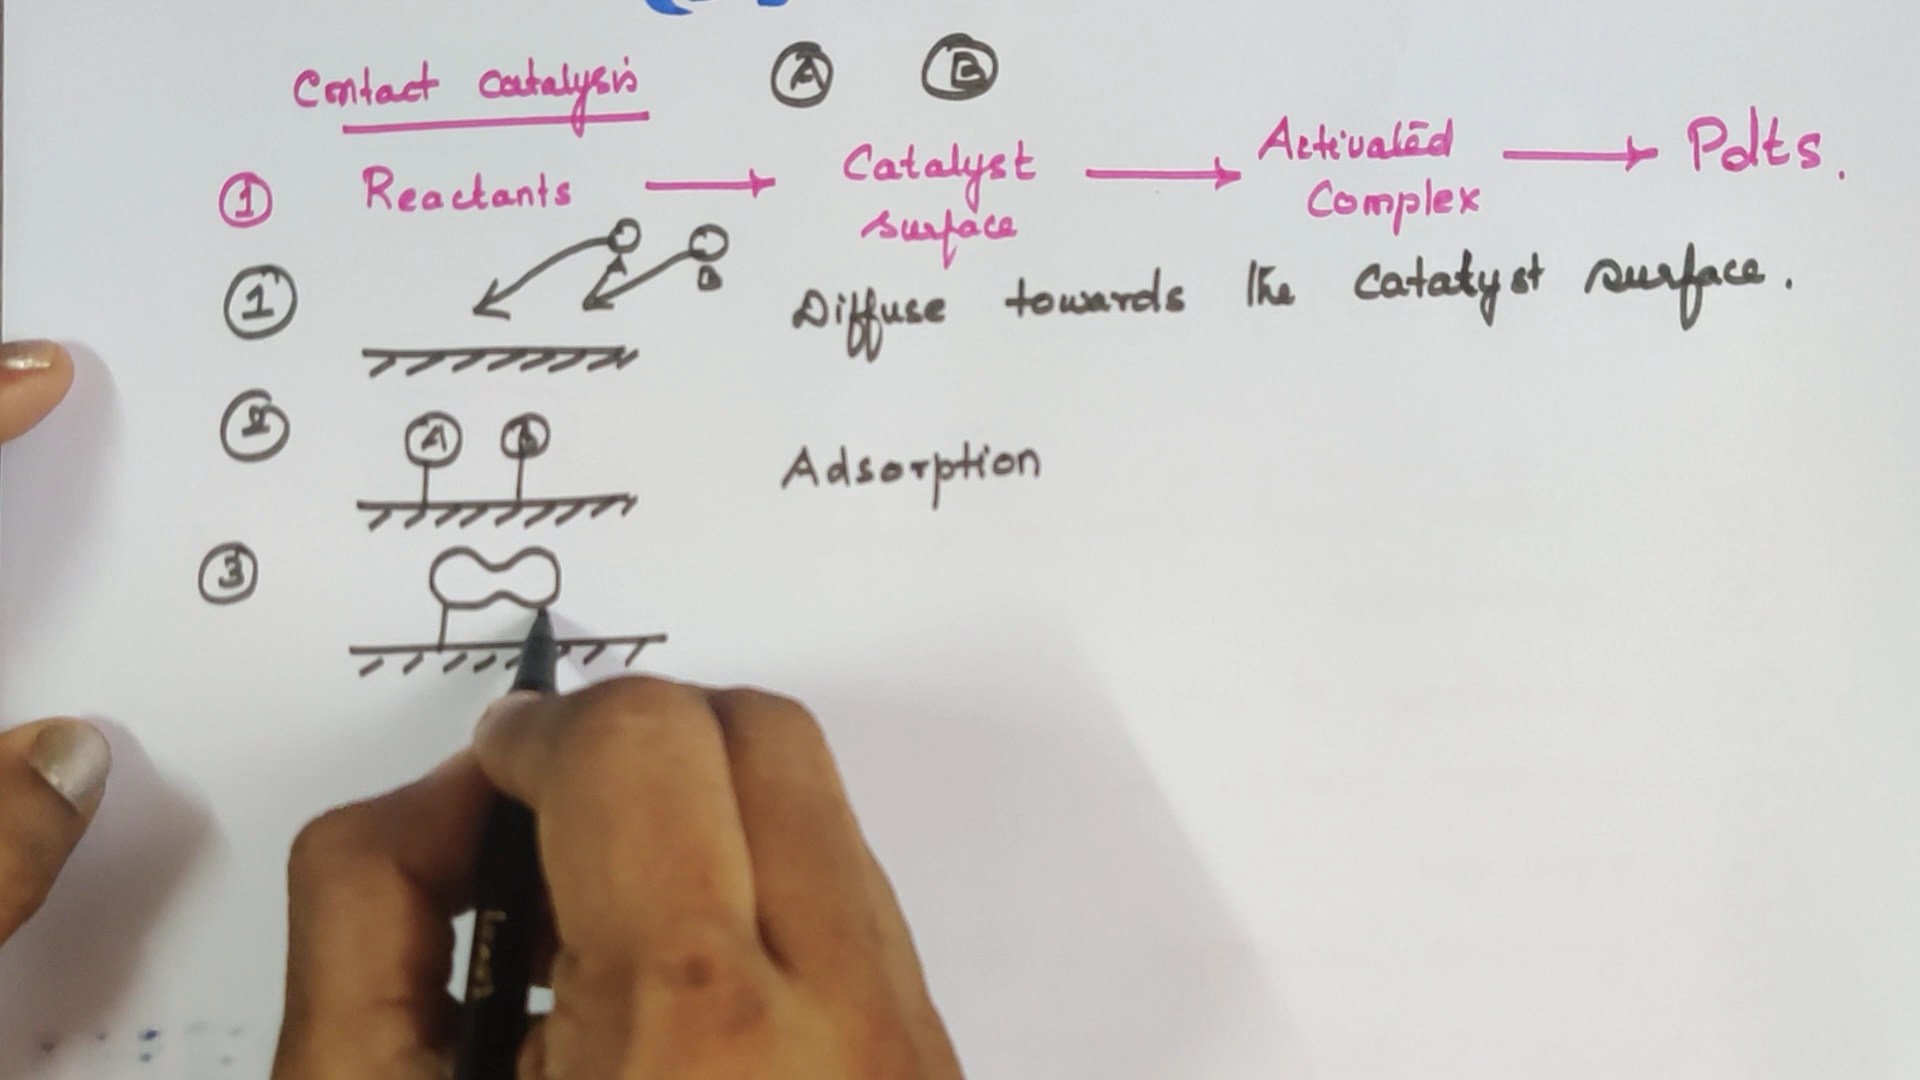 Contact catalysis A B
1 Reactants → Catalyst surface → Activated Complex → Pdts.
A B
1 Diffuse towards the catalyst surface.
2 A B Adsorption
3